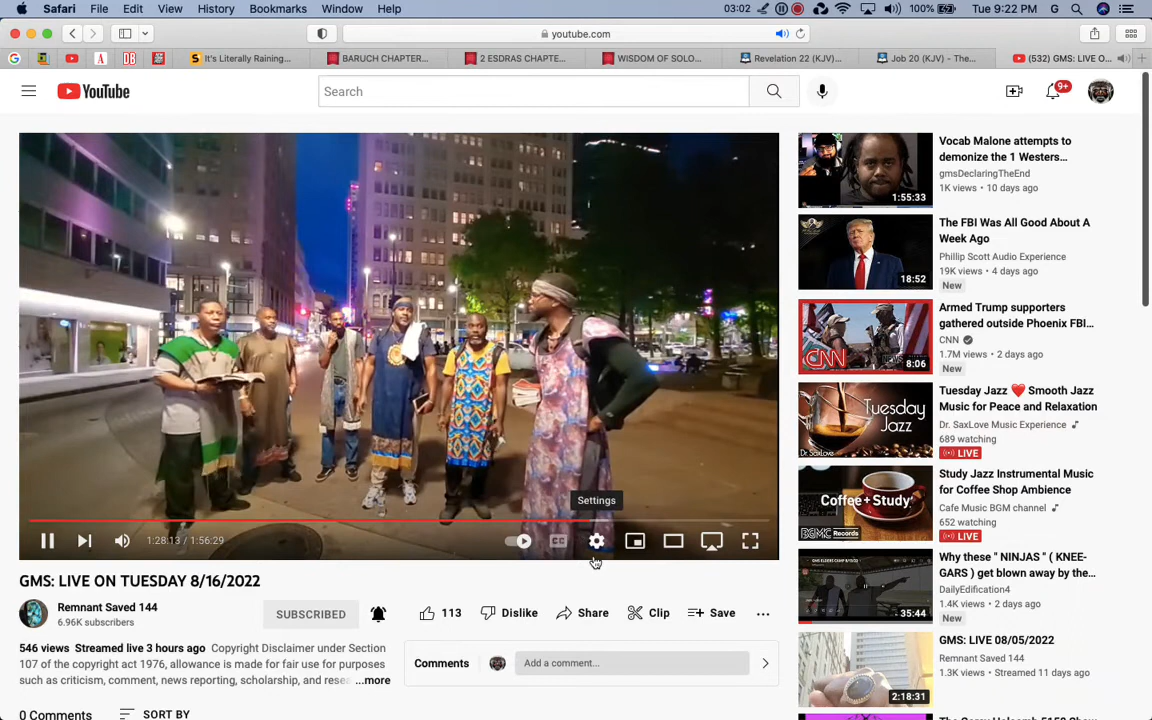 Safari File Edit View History Bookmarks Window Help 03:02 100% Tue 9:22 PM G
youtube.com
It's Literally Raining... BARUCH CHAPTER... 2 ESDRAS CHAPTE... WISDOM OF SOLO... Revelation 22 (KJV)... Job 20 (KJV) - The... (532) GMS: LIVE O...
YouTube
Search
9+
Vocab Malone attempts to
demonize the 1 Westers...
gmsDeclaringTheEnd
1K views • 10 days ago
1:55:33
The FBI Was All Good About A
Week Ago
Phillip Scott Audio Experience
19K views • 4 days ago
New
18:52
Armed Trump supporters
gathered outside Phoenix FBI...
CNN
1.7M views • 2 days ago
New
CNN
8:06
Tuesday Jazz ❤️ Smooth Jazz
Music for Peace and Relaxation
Dr. SaxLove Music Experience
689 watching
LIVE
Tuesday
Jazz
Study Jazz Instrumental Music
for Coffee Shop Ambience
Cafe Music BGM channel
652 watching
LIVE
Coffee+Study
BGMC Records
Why these " NINJAS " ( KNEE-
GARS ) get blown away by the...
DailyEdification4
1.4K views • 2 days ago
New
35:44
GMS: LIVE 08/05/2022
Remnant Saved 144
1.3K views • Streamed 11 days ago
2:18:31
Settings
1:28:13 / 1:56:29
CC
GMS: LIVE ON TUESDAY 8/16/2022
Remnant Saved 144
6.96K subscribers
SUBSCRIBED
113 Dislike Share Clip Save
546 views Streamed live 3 hours ago Copyright Disclaimer under Section
107 of the copyright act 1976, allowance is made for fair use for purposes
such as criticism, comment, news reporting, scholarship, and resea ...more
Comments Add a comment...
0 Comments SORT BY